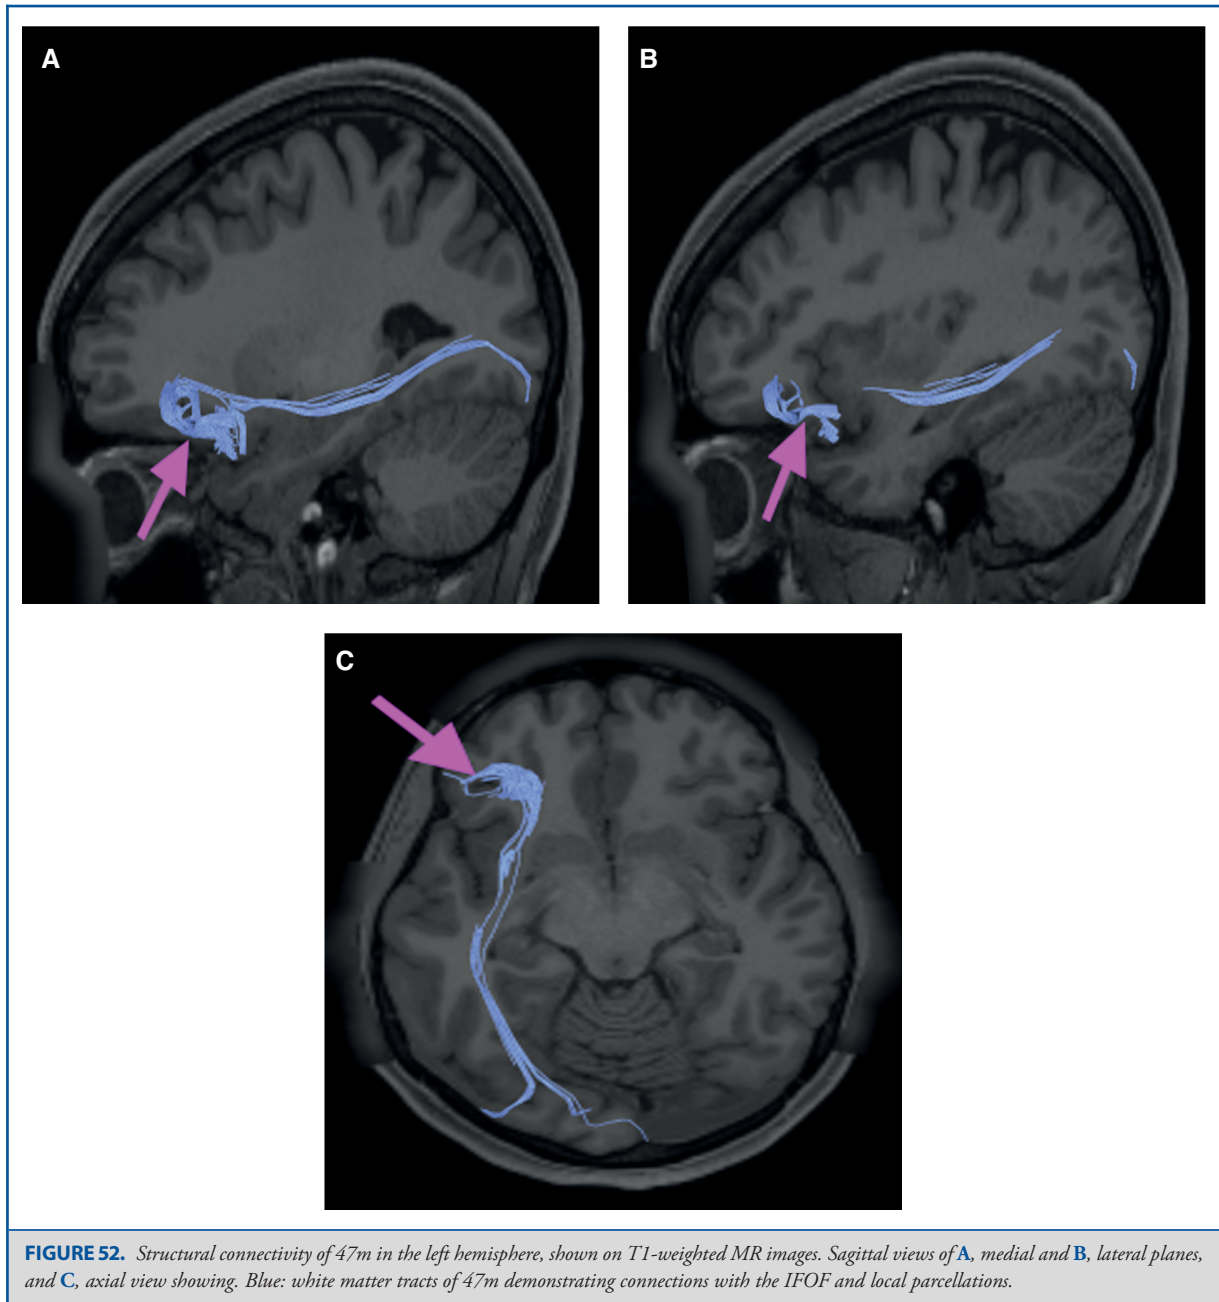 A
B
C
FIGURE 52. Structural connectivity of 47m in the left hemisphere, shown on T1-weighted MR images. Sagittal views of A, medial and B, lateral planes,
and C, axial view showing. Blue: white matter tracts of 47m demonstrating connections with the IFOF and local parcellations.